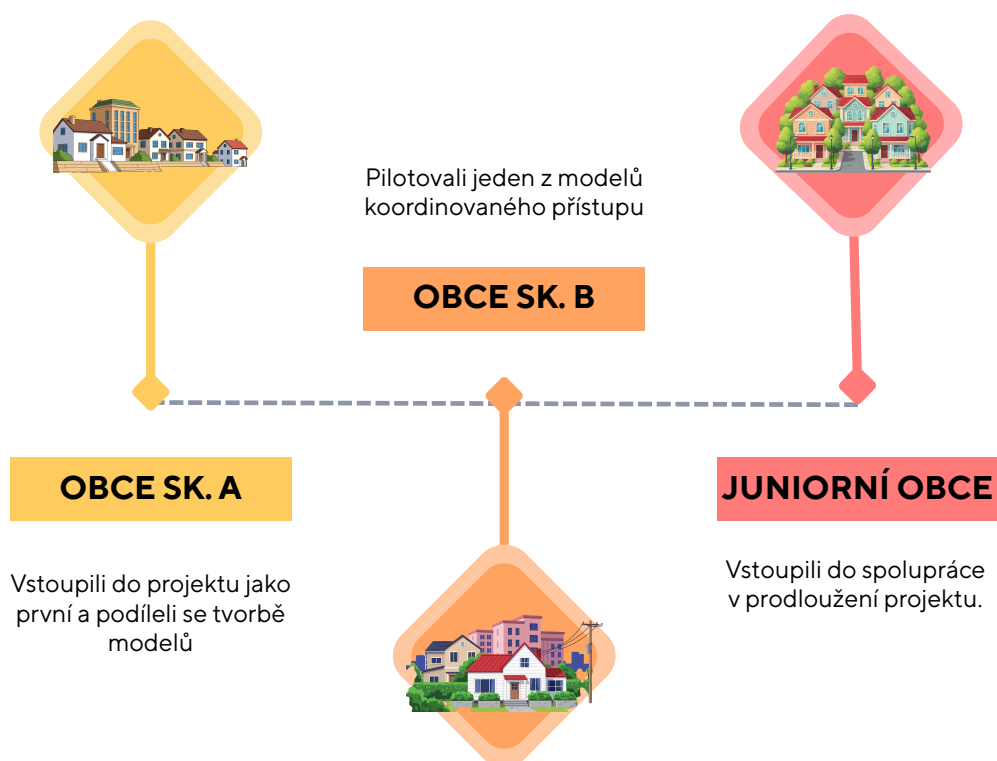 Pilotovali jeden z modelů
koordinovaného přístupu
OBCE SK. B
OBCE SK. A
Vstoupili do projektu jako
první a podíleli se tvorbě
modelů
JUNIORNÍ OBCE
Vstoupili do spolupráce
v prodloužení projektu.